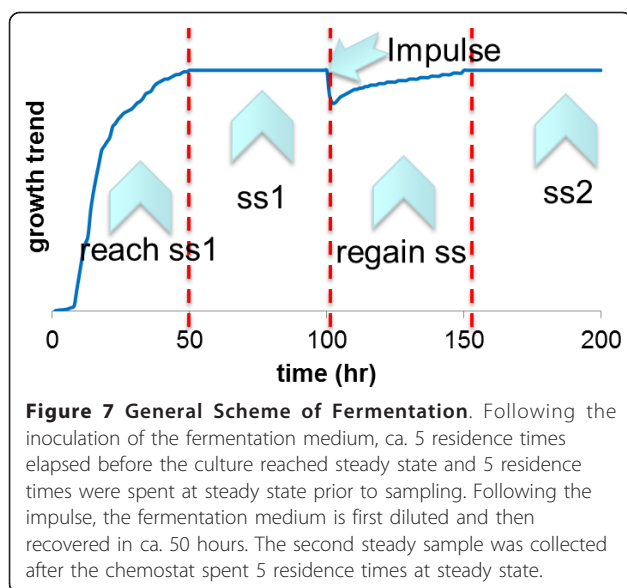 Impulse
ss1
ss2
reach ss1
regain ss
growth trend
0 50 100 150 200
time (hr)
Figure 7 General Scheme of Fermentation. Following the
inoculation of the fermentation medium, ca. 5 residence times
elapsed before the culture reached steady state and 5 residence
times were spent at steady state prior to sampling. Following the
impulse, the fermentation medium is first diluted and then
recovered in ca. 50 hours. The second steady sample was collected
after the chemostat spent 5 residence times at steady state.